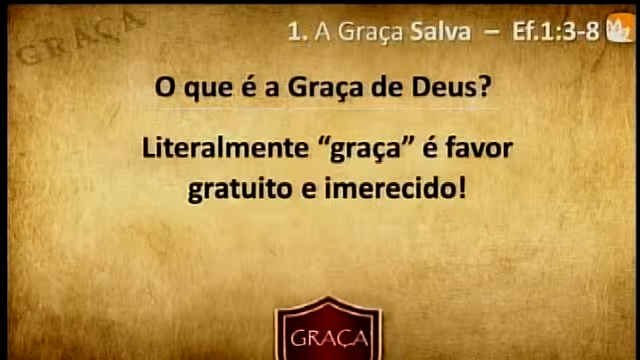 GRAÇA
1. A Graça Salva – Ef.1:3-8
O que é a Graça de Deus?
Literalmente “graça” é favor
gratuito e imerecido!
GRAÇA